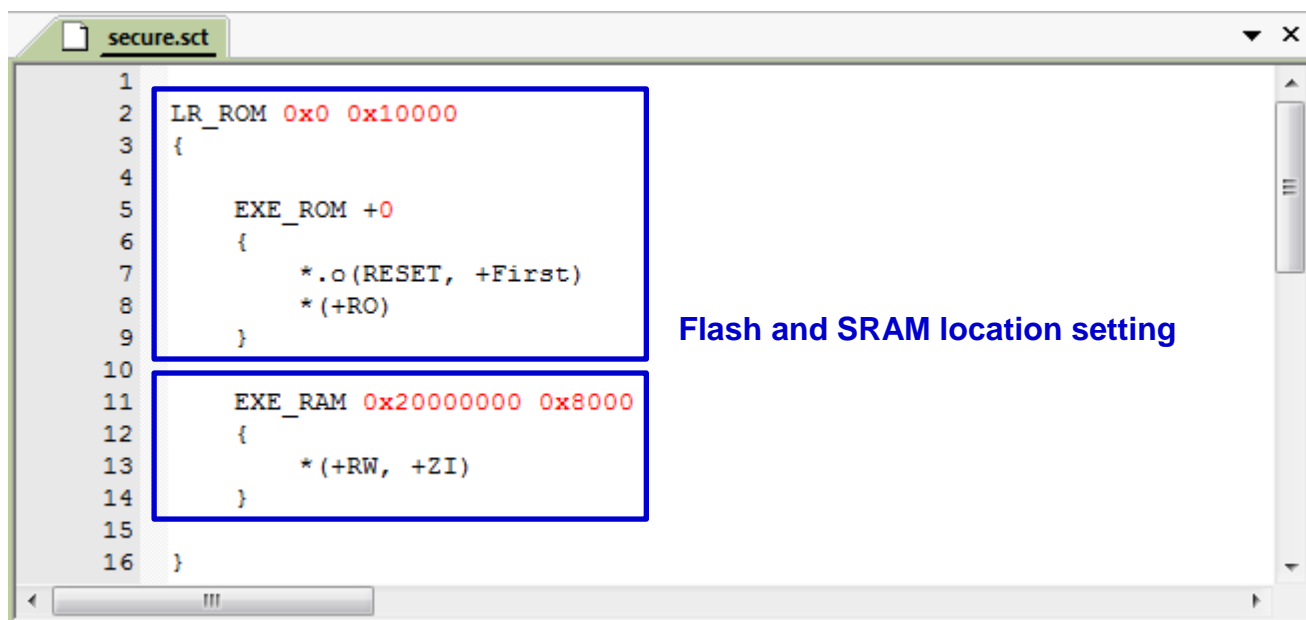 secure.sct
1
2 LR_ROM 0x0 0x10000
3 {
4
5 EXE_ROM +0
6 {
7 *.o(RESET, +First)
8 *(+RO)
9 }
Flash and SRAM location setting
10
11 EXE_RAM 0x20000000 0x8000
12 {
13 *(+RW, +ZI)
14 }
15
16 }